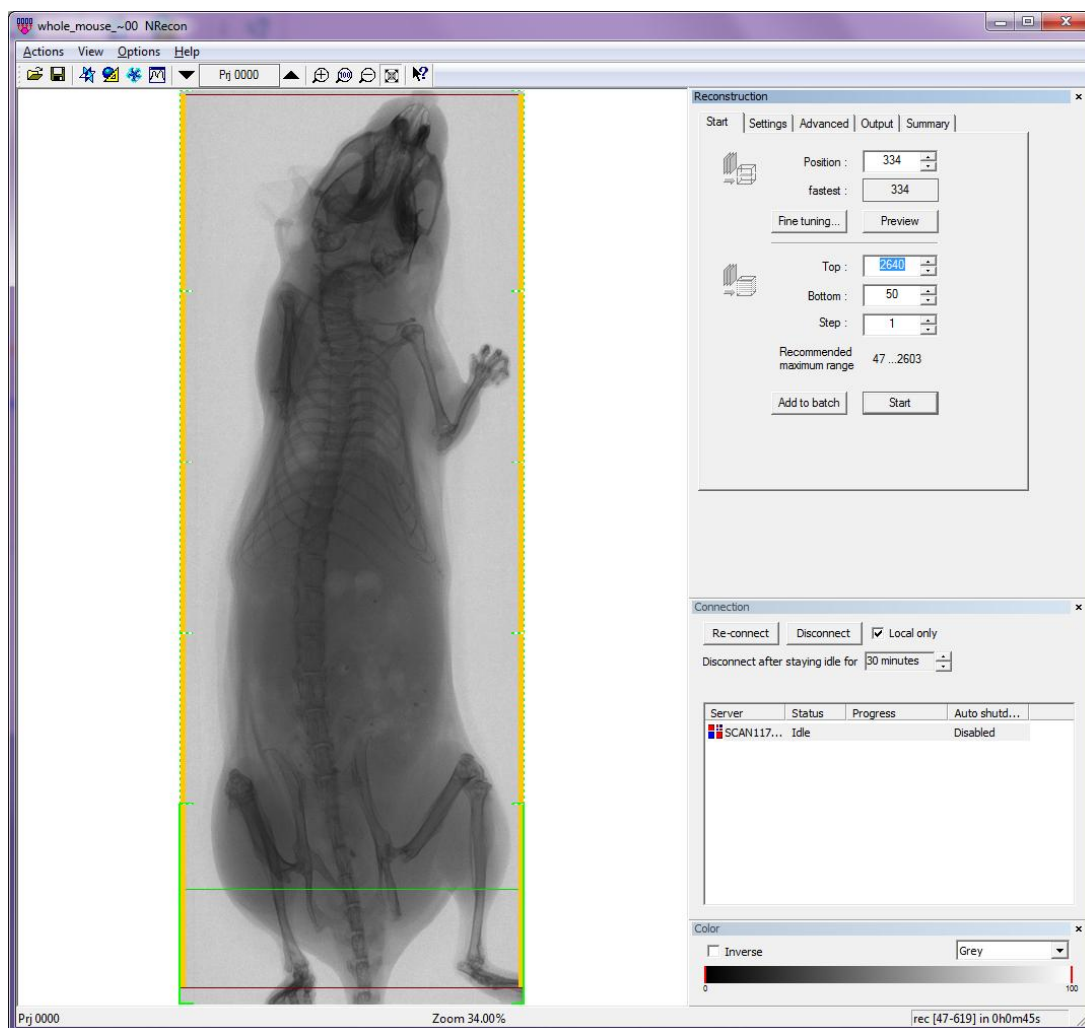 whole_mouse_~00 NRecon
Actions View Options Help
Prj 0000 100
Reconstruction
Start Settings Advanced Output Summary
Position : 334
fastest : 334
Fine tuning... Preview
Top : 2640
Bottom : 50
Step : 1
Recommended
maximum range 47 ...2603
Add to batch Start
Connection
Re-connect Disconnect Local only
Disconnect after staying idle for 30 minutes
Server Status Progress Auto shutd...
SCAN117... Idle Disabled
Color
Inverse Grey
0 100
Prj 0000 Zoom 34.00% rec [47-619] in 0h0m45s